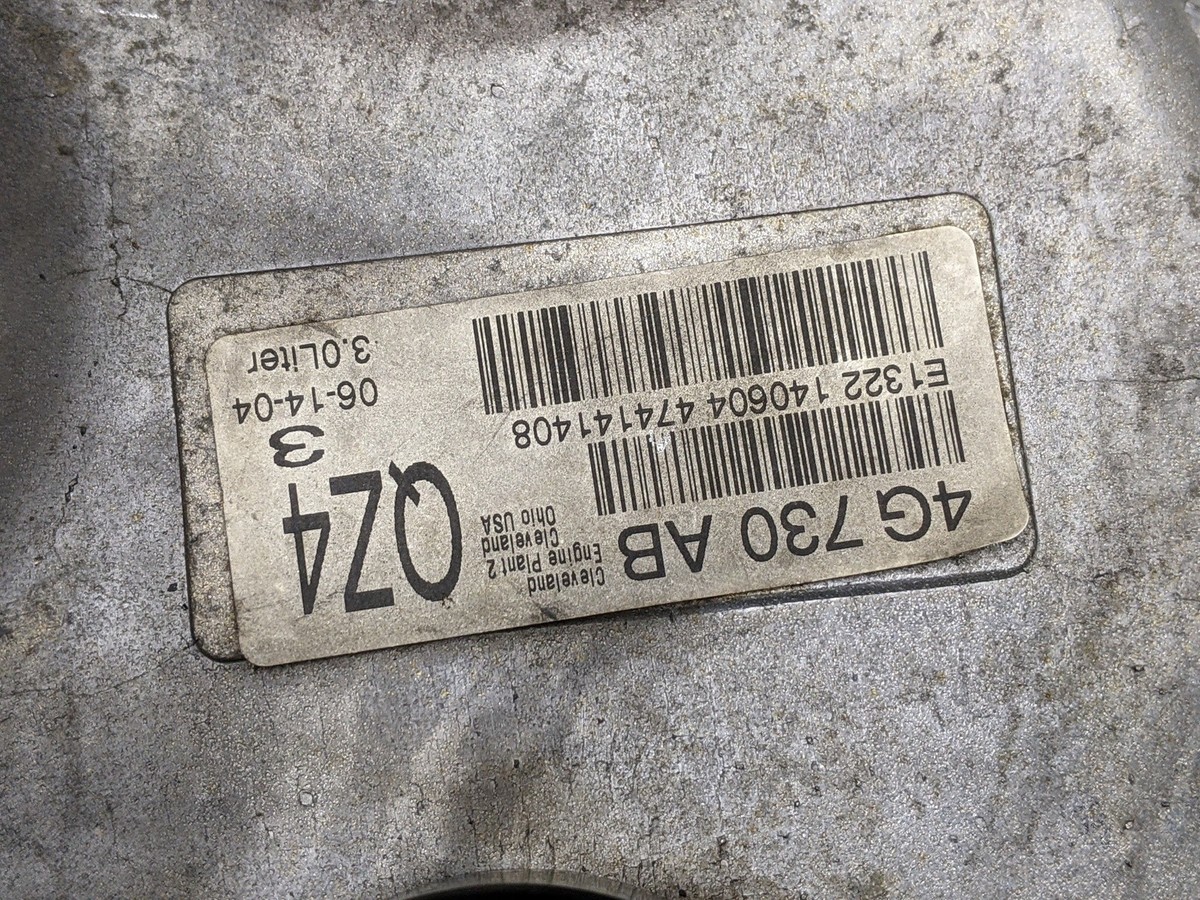 4G 730 AB
Cleveland
Engine Plant 2
Cleveland
Ohio USA
QZ4
3
E1322 140604 474141408
06-14-04
3.0Liter